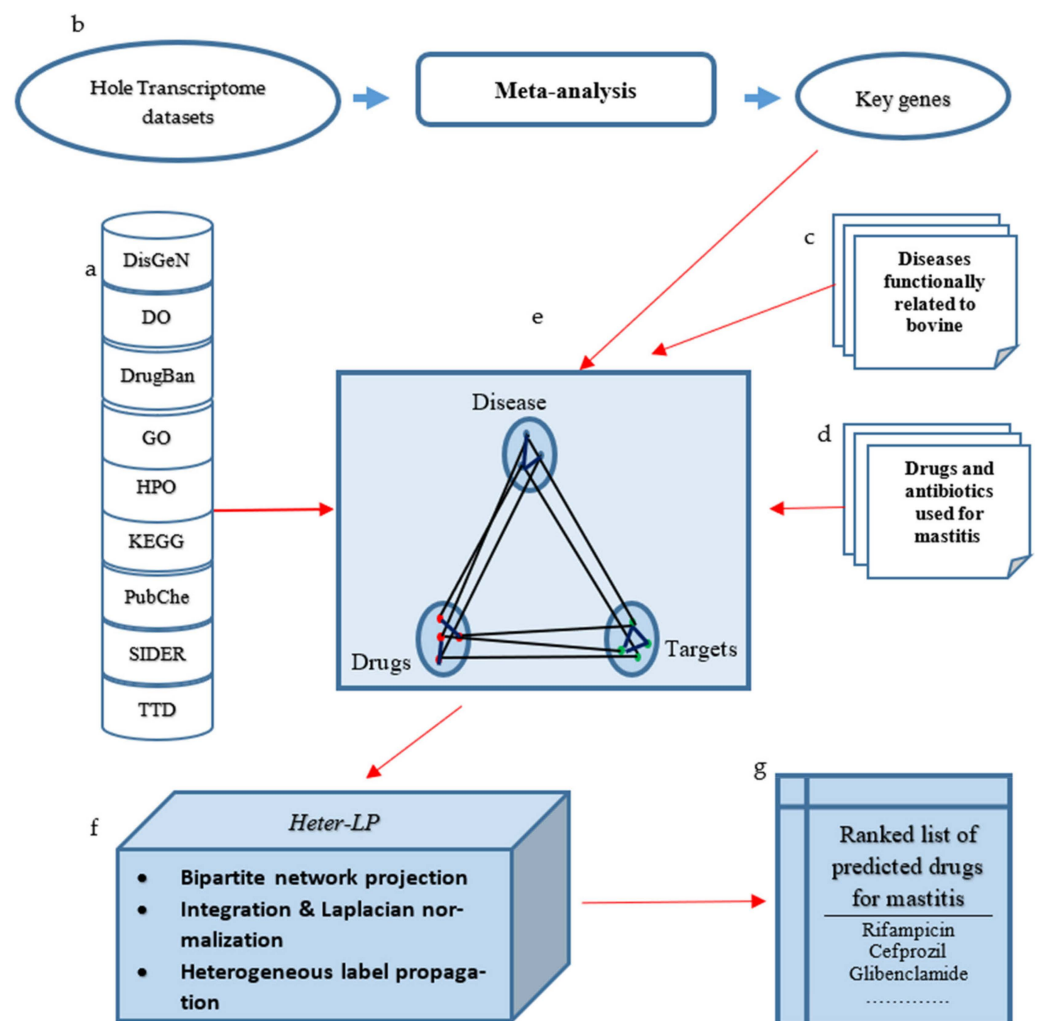 b
Hole Transcriptome
datasets
Meta-analysis
Key genes
a
DisGeN
DO
DrugBan
GO
HPO
KEGG
PubChe
SIDER
TTD
c
Diseases
functionally
related to
bovine
d
Drugs and
antibiotics
used for
mastitis
e
Disease
Drugs
Targets
f
Heter-LP
• Bipartite network projection
• Integration & Laplacian nor-
malization
• Heterogeneous label propaga-
tion
g
Ranked list of
predicted drugs
for mastitis
Rifampicin
Cefprozil
Glibenclamide
.............